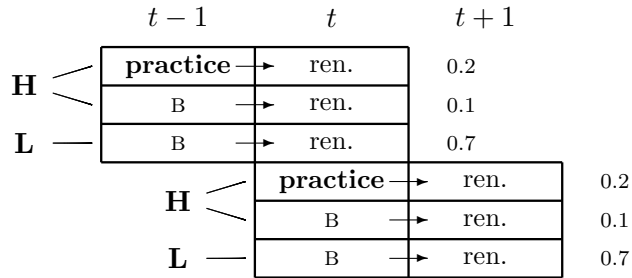 t − 1 t t + 1
H practice ren. 0.2
B ren. 0.1
L B ren. 0.7
H practice ren. 0.2
B ren. 0.1
L B ren. 0.7